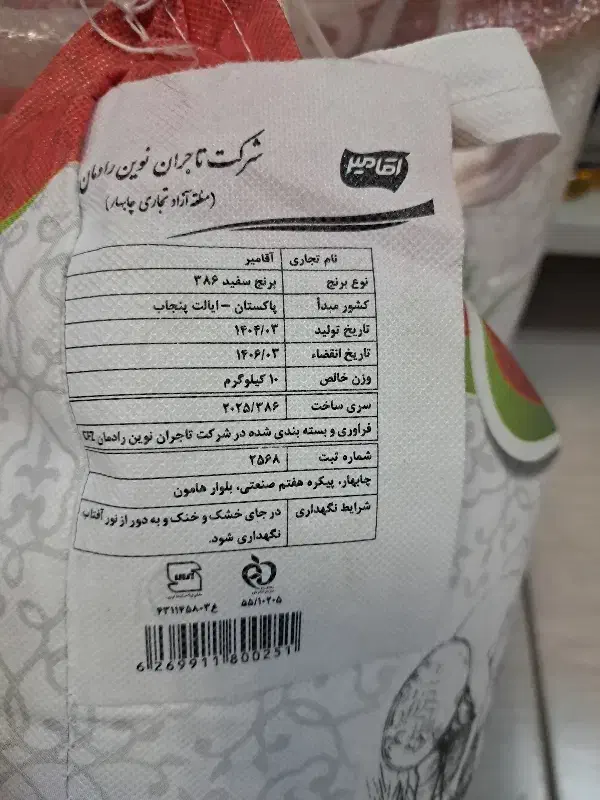 آقامیر
شرکت تاجران نوین رادمان
(منطقه آزاد تجاری چابهار)
نام تجاری آقامیر
نوع برنج برنج سفید ۳۸۶
کشور مبدأ پاکستان – ایالت پنجاب
تاریخ تولید ۱۴۰۴/۰۳
تاریخ انقضاء ۱۴۰۶/۰۳
وزن خالص ۱۰ کیلوگرم
سری ساخت ۲۰۲۵/۳۸۶
فرآوری و بسته بندی شده در شرکت تاجران نوین رادمان CFZ
شماره ثبت ۲۵۶۸
چابهار، پیکره هفتم صنعتی، بلوار هامون
شرایط نگهداری در جای خشک و خنک و به دور از نور آفتاب
نگهداری شود.
۵۵/۱۰۲۰۵
6269911800251